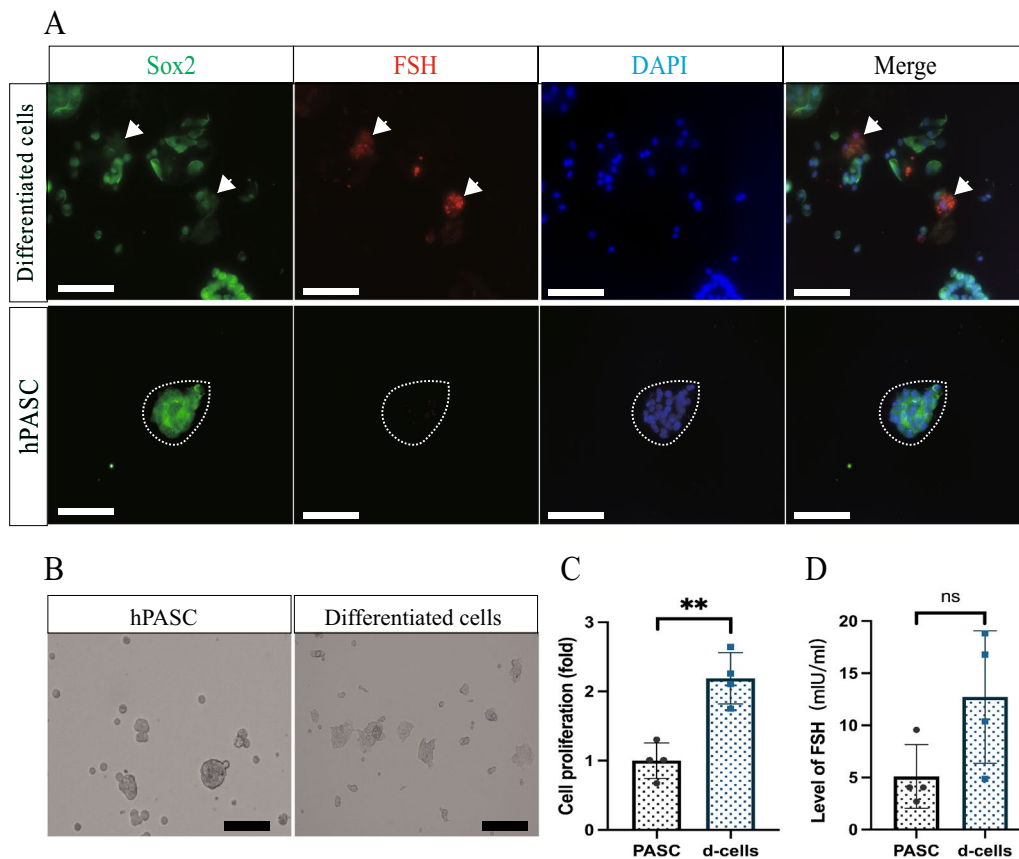 A
Sox2 FSH DAPI Merge
Differentiated cells
hPASC
B
hPASC Differentiated cells
C
**
Cell proliferation (fold)
3
2
1
0
PASC d-cells
D
ns
Level of FSH (mIU/ml)
20
15
10
5
0
PASC d-cells